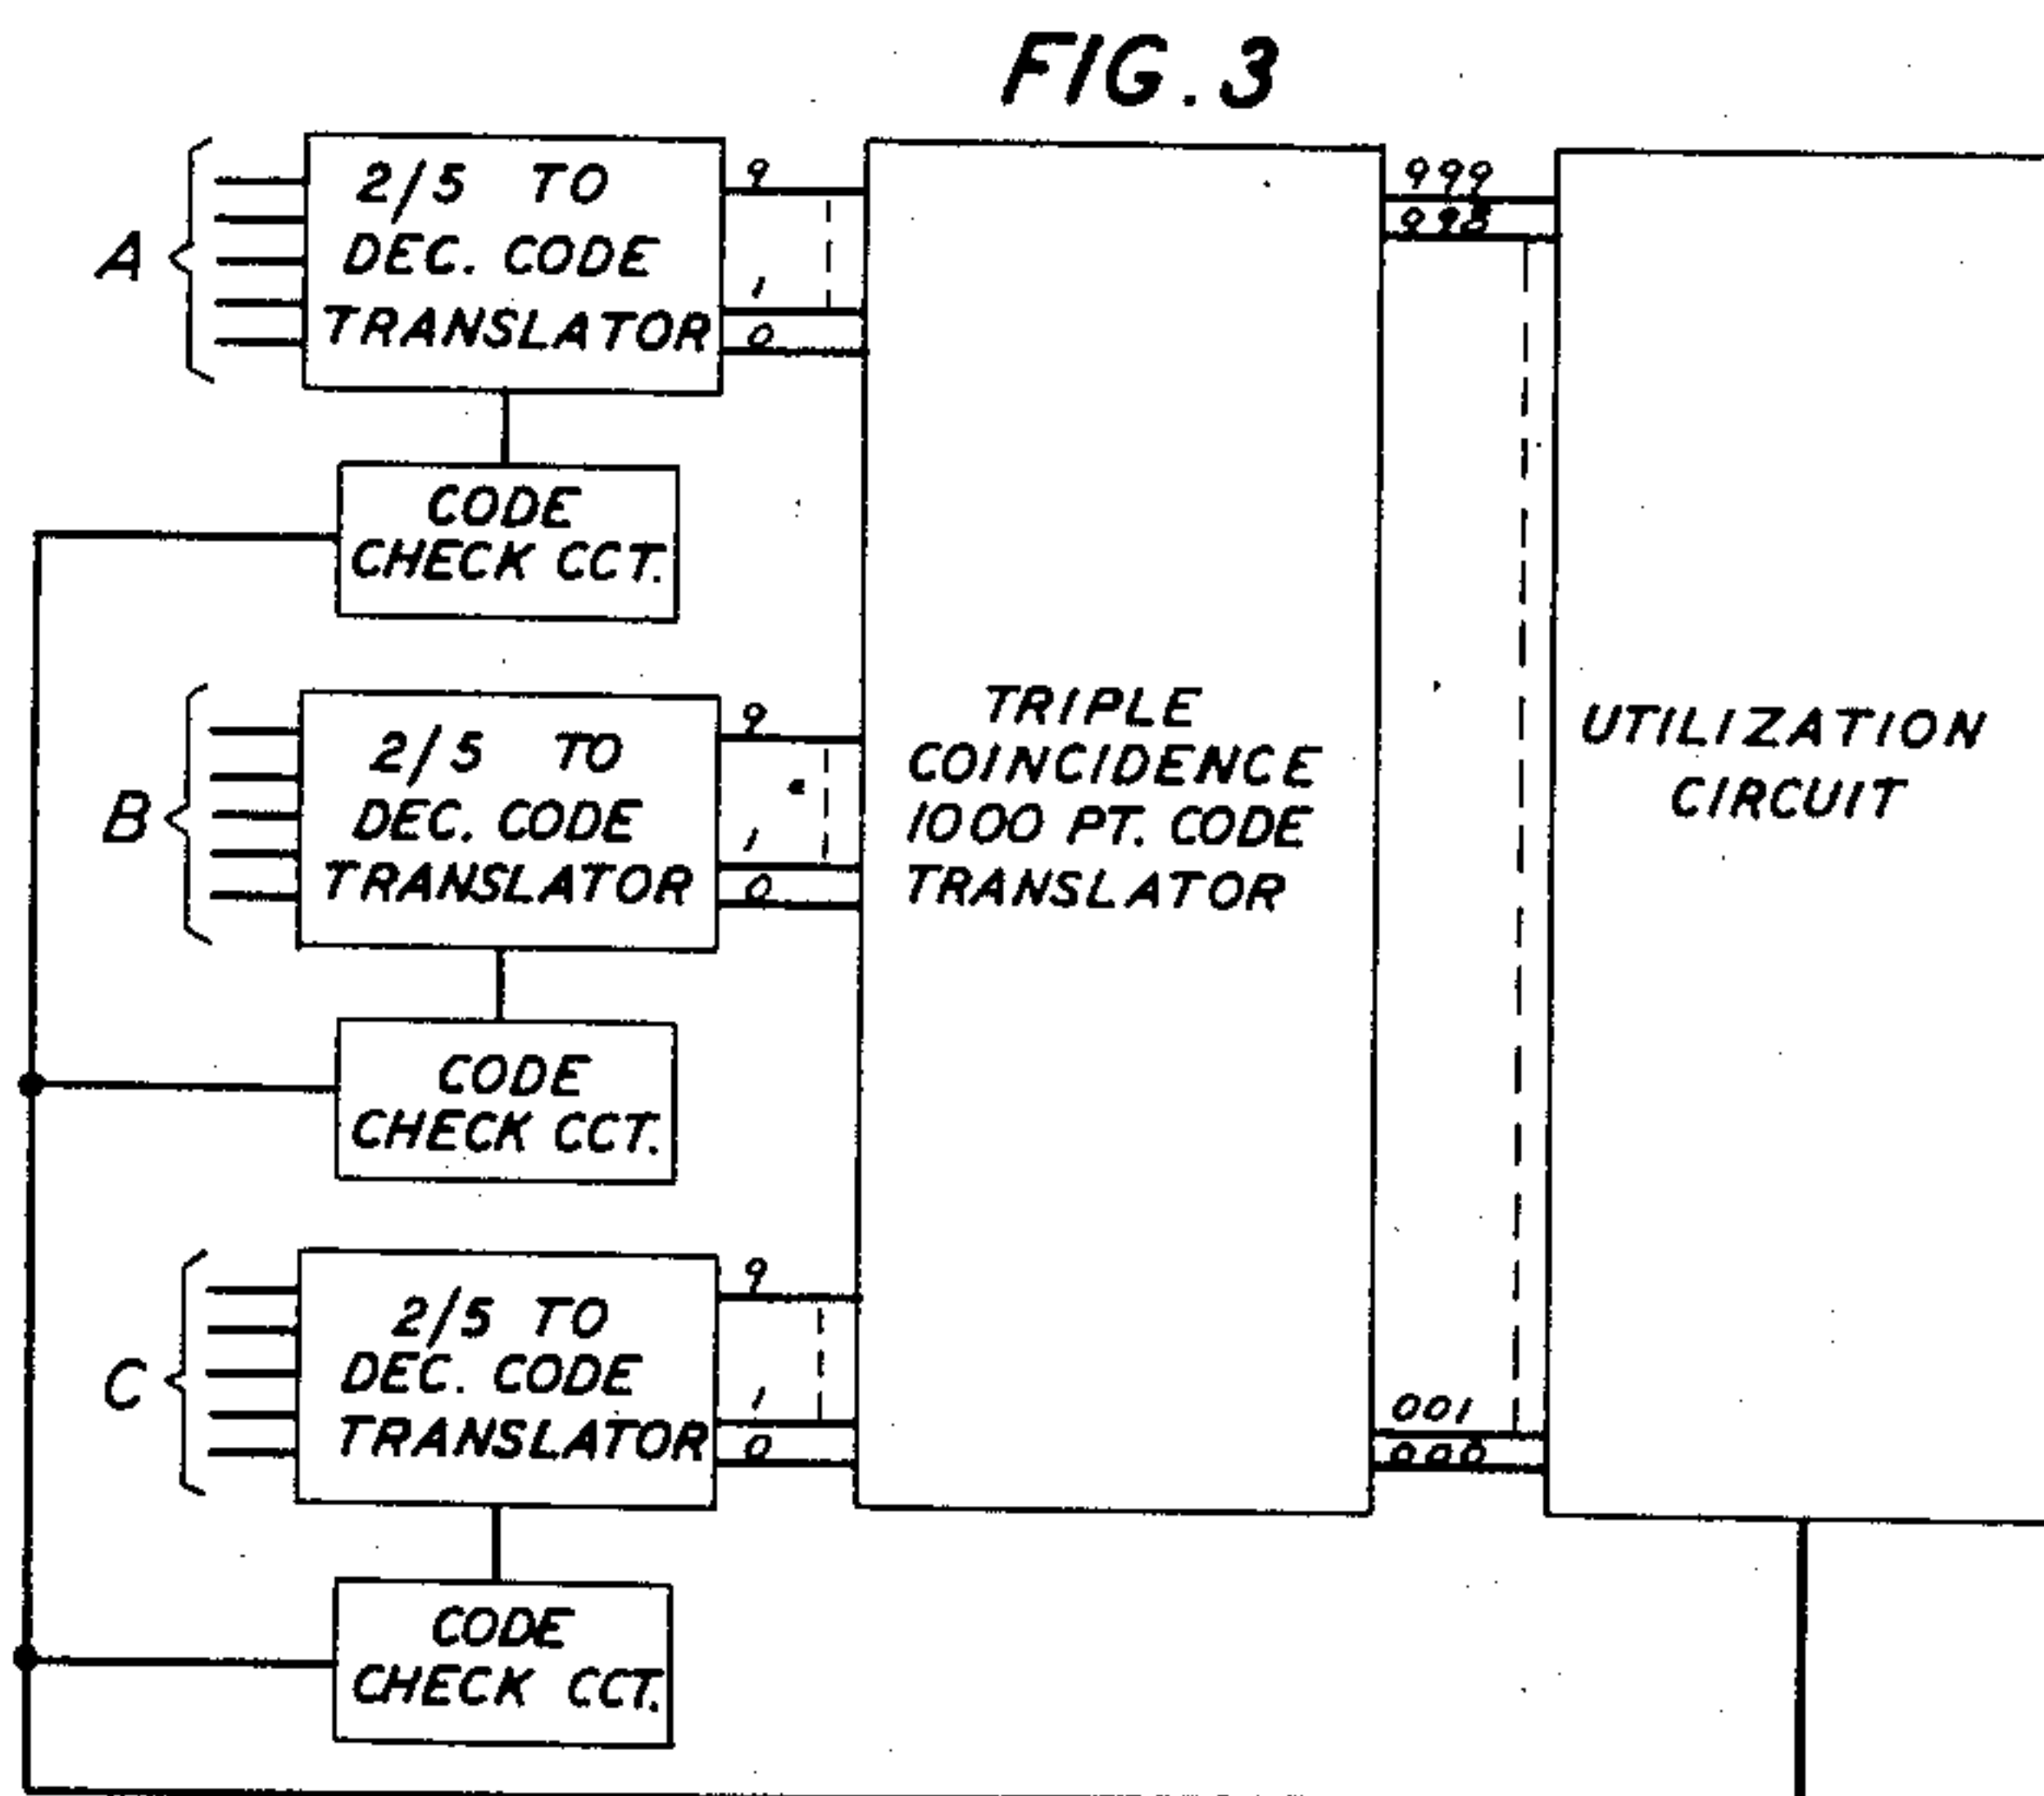 FIG. 3
A
2/5 TO
DEC. CODE
TRANSLATOR
9
1
0
CODE
CHECK CCT.
B
2/5 TO
DEC. CODE
TRANSLATOR
9
1
0
CODE
CHECK CCT.
C
2/5 TO
DEC. CODE
TRANSLATOR
9
1
0
CODE
CHECK CCT.
TRIPLE
COINCIDENCE
1000 PT. CODE
TRANSLATOR
999
998
001
000
UTILIZATION
CIRCUIT